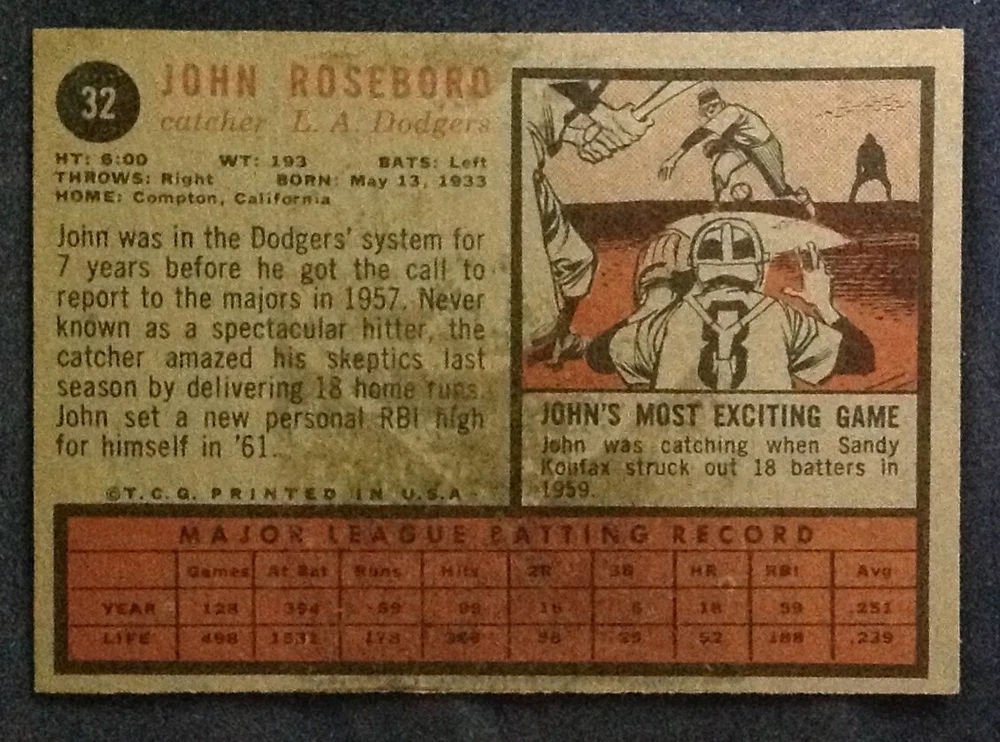 32
JOHN ROSEBORO
catcher L. A. Dodgers
HT: 6:00 WT: 193 BATS: Left
THROWS: Right BORN: May 13, 1933
HOME: Compton, California
John was in the Dodgers' system for
7 years before he got the call to
report to the majors in 1957. Never
known as a spectacular hitter, the
catcher amazed his skeptics last
season by delivering 18 home runs.
John set a new personal RBI high
for himself in '61.
©T.C.G. PRINTED IN U.S.A.
8
JOHN'S MOST EXCITING GAME
John was catching when Sandy
Koufax struck out 18 batters in
1959.
MAJOR LEAGUE BATTING RECORD
Games At Bat Runs Hits 2B 3B HR RBI Avg
YEAR 128 394 59 99 16 6 18 59 .251
LIFE 498 1531 178 366 52 188 .239